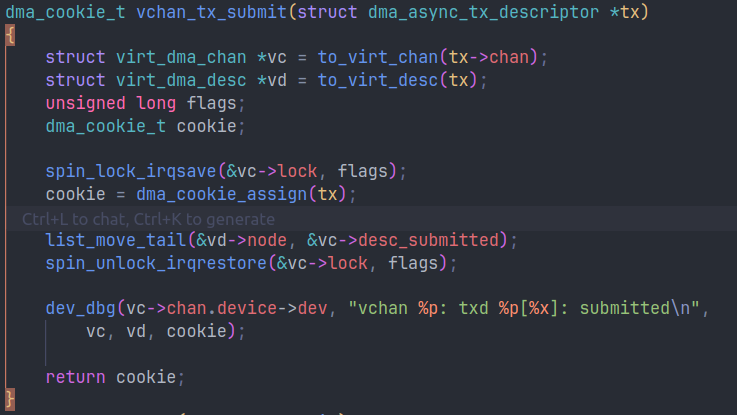 dma_cookie_t vchan_tx_submit(struct dma_async_tx_descriptor *tx)
{
    struct virt_dma_chan *vc = to_virt_chan(tx->chan);
    struct virt_dma_desc *vd = to_virt_desc(tx);
    unsigned long flags;
    dma_cookie_t cookie;

    spin_lock_irqsave(&vc->lock, flags);
    cookie = dma_cookie_assign(tx);
Ctrl+L to chat, Ctrl+K to generate
    list_move_tail(&vd->node, &vc->desc_submitted);
    spin_unlock_irqrestore(&vc->lock, flags);

    dev_dbg(vc->chan.device->dev, "vchan %p: txd %p[%x]: submitted\n",
        vc, vd, cookie);

    return cookie;
}